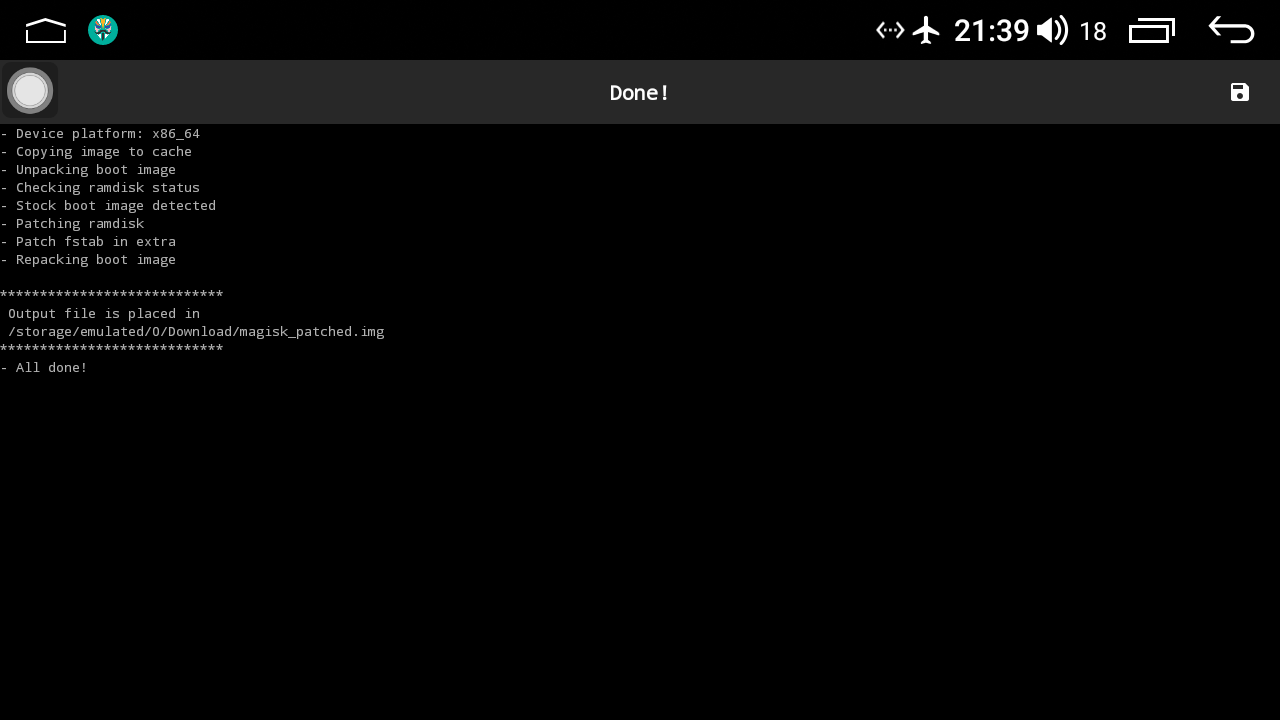 21:39 18
Done!
- Device platform: x86_64
- Copying image to cache
- Unpacking boot image
- Checking ramdisk status
- Stock boot image detected
- Patching ramdisk
- Patch fstab in extra
- Repacking boot image
****************************
Output file is placed in
/storage/emulated/0/Download/magisk_patched.img
****************************
- All done!